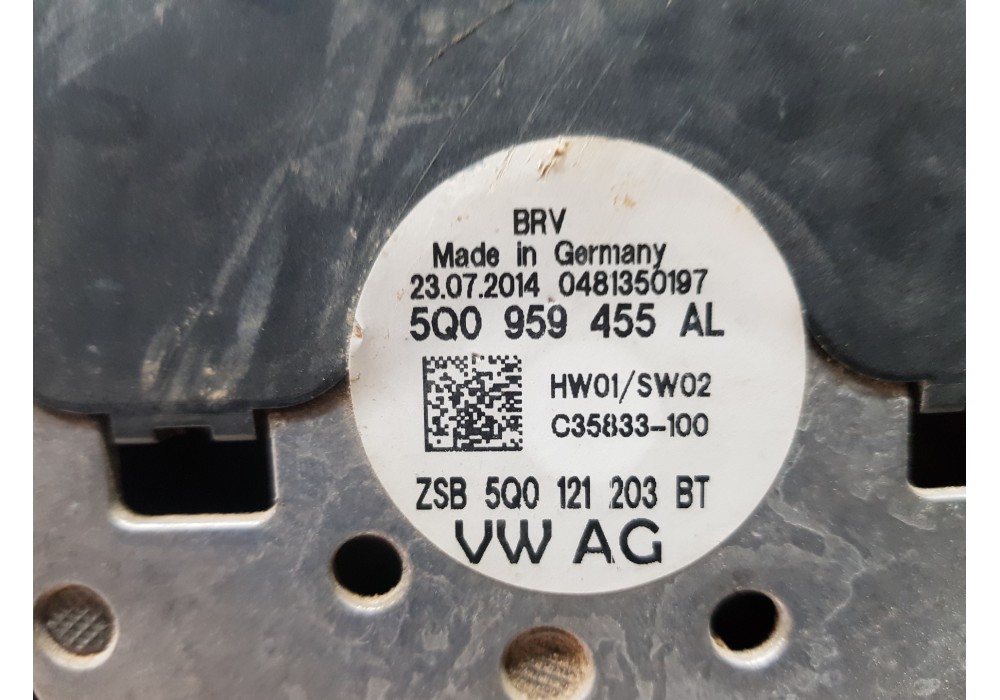 BRV
Made in Germany
23.07.2014 0481350197
5Q0 959 455 AL
HW01/SW02
C35833-100
ZSB 5Q0 121 203 BT
VW AG